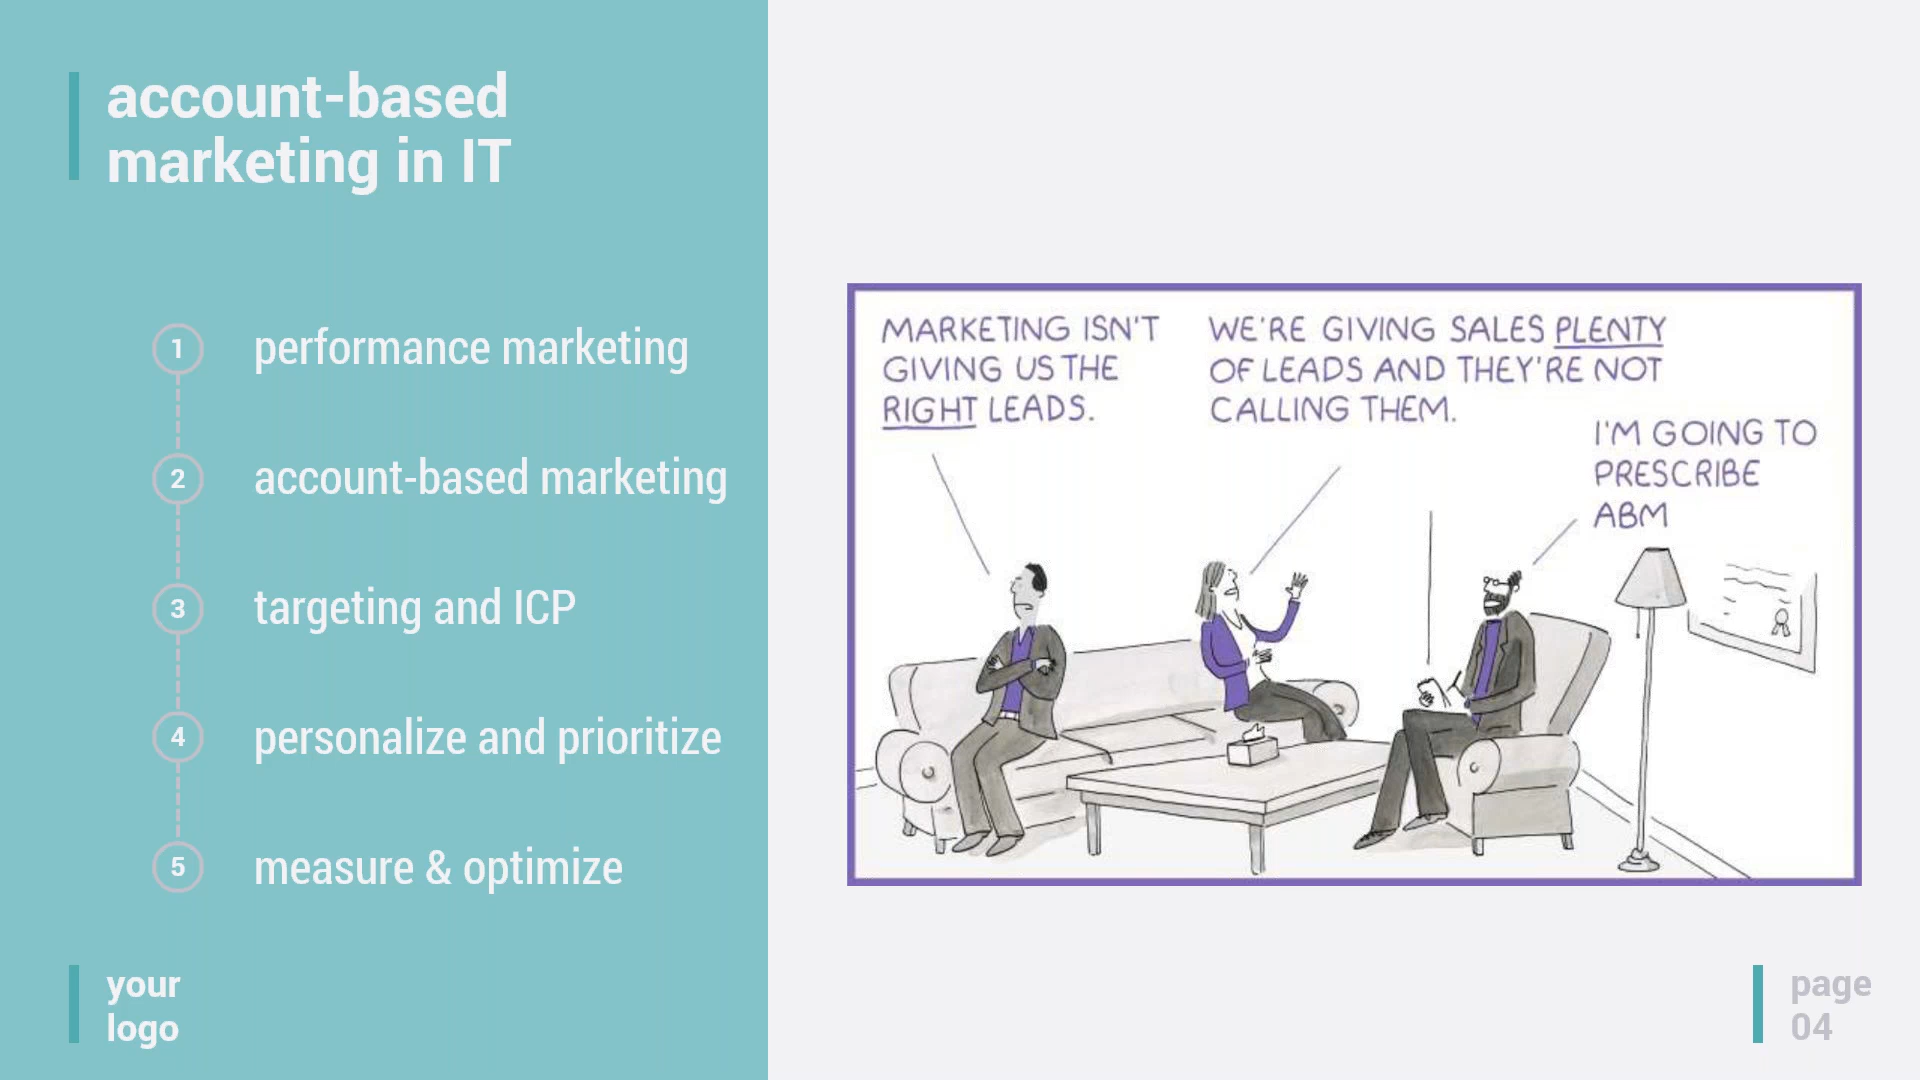 account-based
marketing in IT
1
performance marketing
2
account-based marketing
3
targeting and ICP
4
personalize and prioritize
5
measure & optimize
your
logo
MARKETING ISN'T
GIVING US THE
RIGHT LEADS.
WE'RE GIVING SALES PLENTY
OF LEADS AND THEY'RE NOT
CALLING THEM.
I'M GOING TO
PRESCRIBE
ABM
page
04